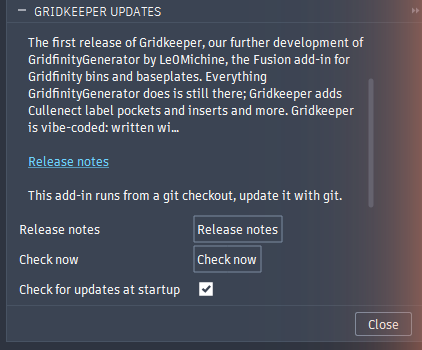 GRIDKEEPER UPDATES
The first release of Gridkeeper, our further development of
GridfinityGenerator by Le0Michine, the Fusion add-in for
Gridfinity bins and baseplates. Everything
GridfinityGenerator does is still there; Gridkeeper adds
Cullenect label pockets and inserts and more. Gridkeeper
is vibe-coded: written wi...
Release notes
This add-in runs from a git checkout, update it with git.
Release notes Release notes
Check now Check now
Check for updates at startup
Close